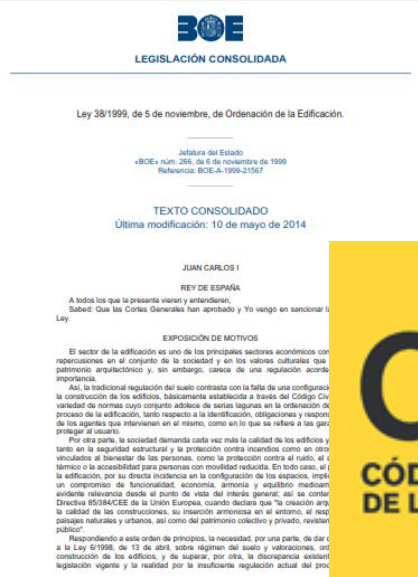 BOE
LEGISLACIÓN CONSOLIDADA
Ley 38/1999, de 5 de noviembre, de Ordenación de la Edificación.
Jefatura del Estado
«BOE» núm. 266, de 6 de noviembre de 1999
Referencia: BOE-A-1999-21567
TEXTO CONSOLIDADO
Última modificación: 10 de mayo de 2014
JUAN CARLOS I
REY DE ESPAÑA
A todos los que la presente vieren y entendieren,
Sabed: Que las Cortes Generales han aprobado y Yo vengo en sancionar
Ley.
EXPOSICIÓN DE MOTIVOS
El sector de la edificación es uno de los principales sectores económicos con
repercusiones en el conjunto de la sociedad y en los valores culturales que
patrimonio arquitectónico y, sin embargo, carece de una regulación acorde
importancia.
Así, la tradicional regulación del suelo contrasta con la falta de una configuraci
la construcción de los edificios, básicamente establecida a través del Código Civ
variedad de normas cuyo conjunto adolece de serias lagunas en la ordenación de
proceso de la edificación, tanto respecto a la identificación, obligaciones y respon
de los agentes que intervienen en el mismo, como en lo que se refiere a las gara
proteger al usuario.
Por otra parte, la sociedad demanda cada vez más la calidad de los edificios y
tanto en la seguridad estructural y la protección contra incendios como en otros
vinculados al bienestar de las personas, como la protección contra el ruido, el
térmico o la accesibilidad para personas con movilidad reducida. En todo caso, el
la edificación, por su directa incidencia en la configuración de los espacios, impli
un compromiso de funcionalidad, economía, armonía y equilibrio medioam
evidente relevancia desde el punto de vista del interés general; así se conte
Directiva 85/384/CEE de la Unión Europea, cuando declara que "la creación arq
la calidad de las construcciones, su inserción armoniosa en el entorno, el resp
paisajes naturales y urbanos, así como del patrimonio colectivo y privado, revisten
público".
Respondiendo a este orden de principios, la necesidad, por una parte, de dar
a la Ley 6/1998, de 13 de abril, sobre régimen del suelo y valoraciones, ord
construcción de los edificios, y de superar, por otra, la discrepancia existent
legislación vigente y la realidad por la insuficiente regulación actual del proc
C
CÓD
DE L